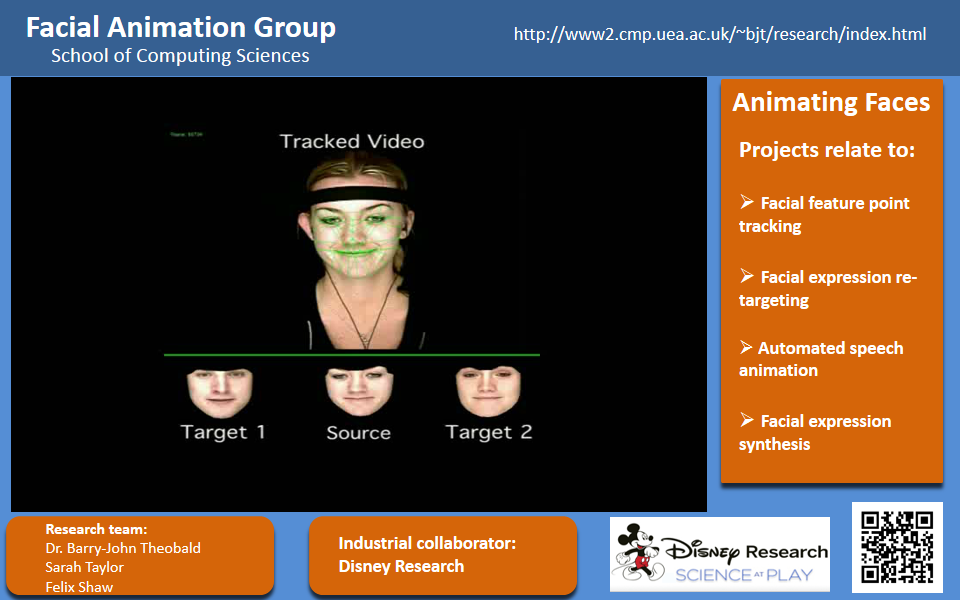 Facial Animation Group
School of Computing Sciences
http://www2.cmp.uea.ac.uk/~bjt/research/index.html
Tracked Video
Target 1
Source
Target 2
Animating Faces
Projects relate to:
➢ Facial feature point
tracking
➢ Facial expression re-
targeting
➢ Automated speech
animation
➢ Facial expression
synthesis
Research team:
Dr. Barry-John Theobald
Sarah Taylor
Felix Shaw
Industrial collaborator:
Disney Research
Disney Research
SCIENCE AT PLAY